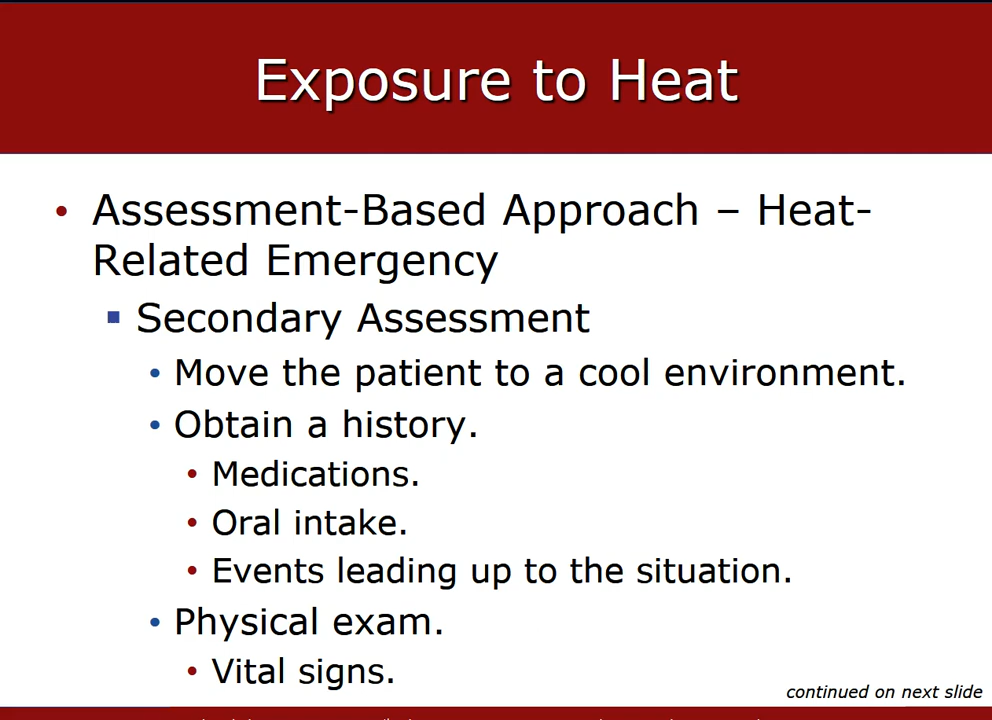 Exposure to Heat
• Assessment-Based Approach – Heat-
Related Emergency
▪ Secondary Assessment
• Move the patient to a cool environment.
• Obtain a history.
• Medications.
• Oral intake.
• Events leading up to the situation.
• Physical exam.
• Vital signs.
continued on next slide